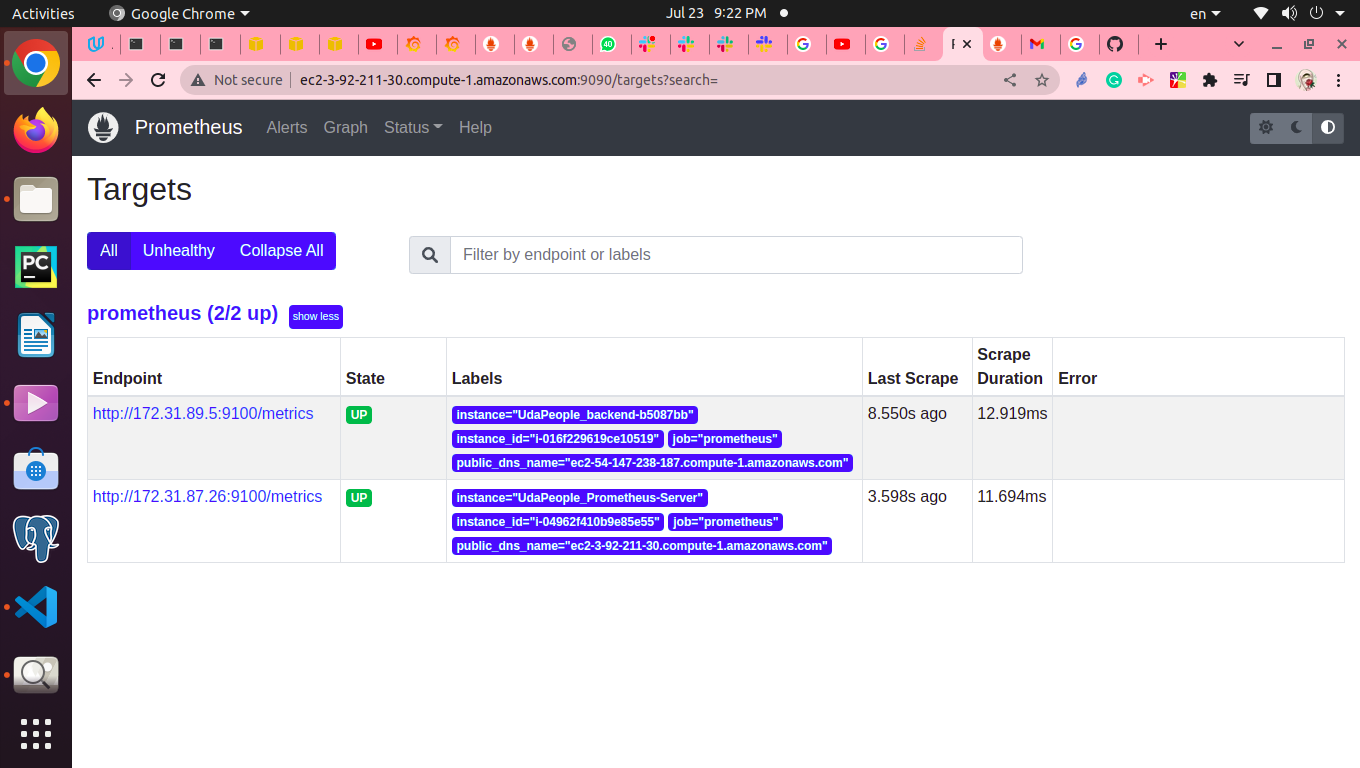 Activities Google Chrome Jul 23 9:22 PM en
40
Not secure ec2-3-92-211-30.compute-1.amazonaws.com:9090/targets?search=
Prometheus Alerts Graph Status Help
Targets
All Unhealthy Collapse All Filter by endpoint or labels
prometheus (2/2 up) show less
Endpoint State Labels Last Scrape Scrape Duration Error
http://172.31.89.5:9100/metrics UP instance="UdaPeople_backend-b5087bb" 8.550s ago 12.919ms
instance_id="i-016f229619ce10519" job="prometheus"
public_dns_name="ec2-54-147-238-187.compute-1.amazonaws.com"
http://172.31.87.26:9100/metrics UP instance="UdaPeople_Prometheus-Server" 3.598s ago 11.694ms
instance_id="i-04962f410b9e85e55" job="prometheus"
public_dns_name="ec2-3-92-211-30.compute-1.amazonaws.com"
PC